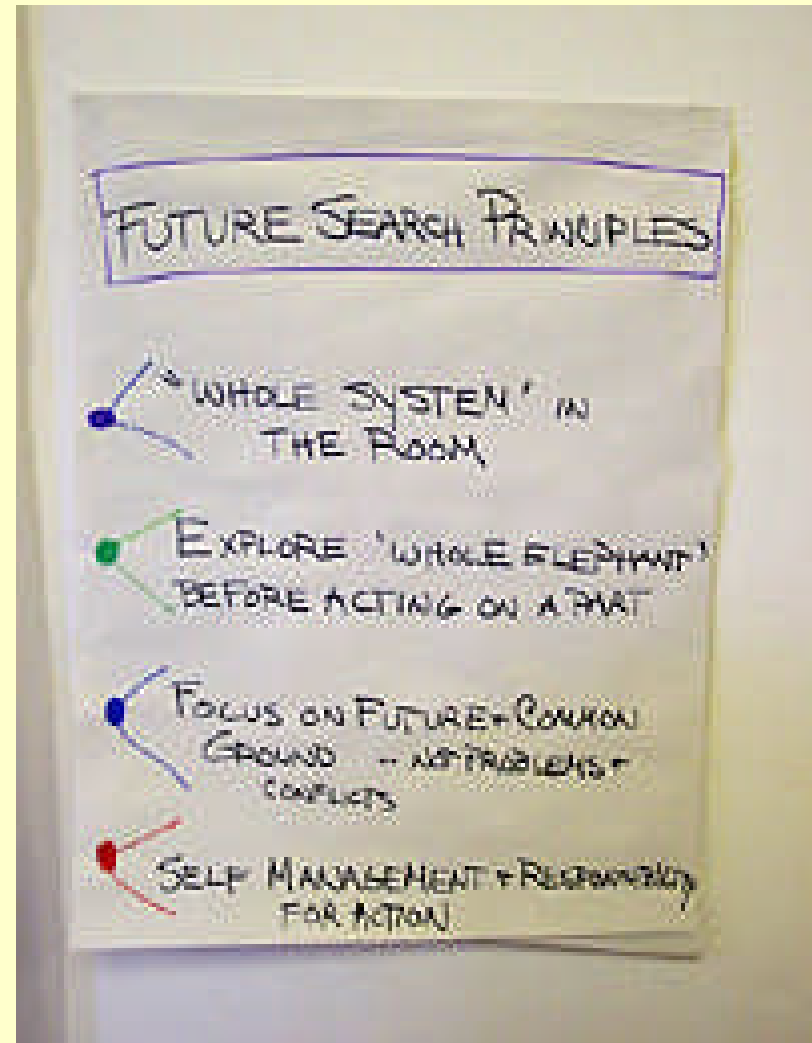 FUTURE SEARCH PRINCIPLES
"WHOLE SYSTEM' IN
THE ROOM
EXPLORE 'WHOLE ELEPHANT'
BEFORE ACTING ON A PART
FOCUS ON FUTURE + COMMON
GROUND - NOT PROBLEMS +
CONFLICTS
SELF MANAGEMENT + RESPONSIBILITY
FOR ACTION